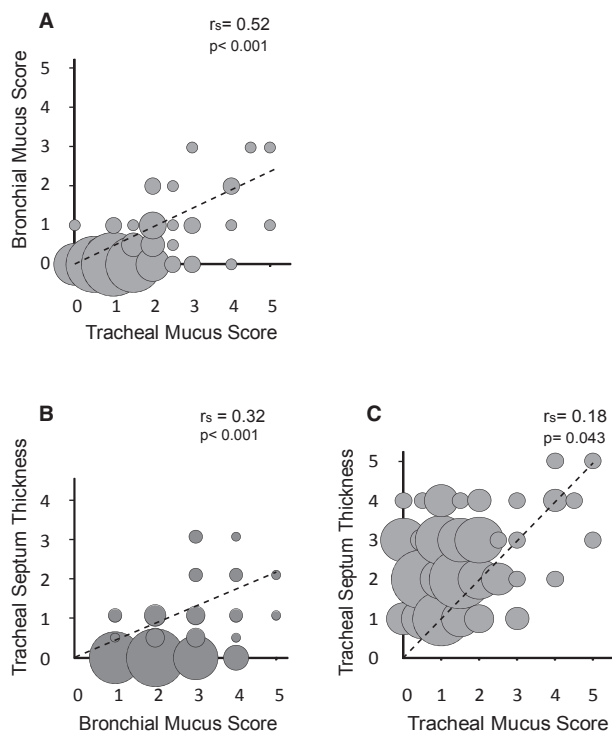 A
rs= 0.52
p< 0.001
Bronchial Mucus Score
5
4
3
2
1
0
0 1 2 3 4 5
Tracheal Mucus Score
B
rs = 0.32
p< 0.001
Tracheal Septum Thickness
4
3
2
1
0
0 1 2 3 4 5
Bronchial Mucus Score
C
rs= 0.18
p= 0.043
Tracheal Septum Thickness
5
4
3
2
1
0
0 1 2 3 4 5
Tracheal Mucus Score